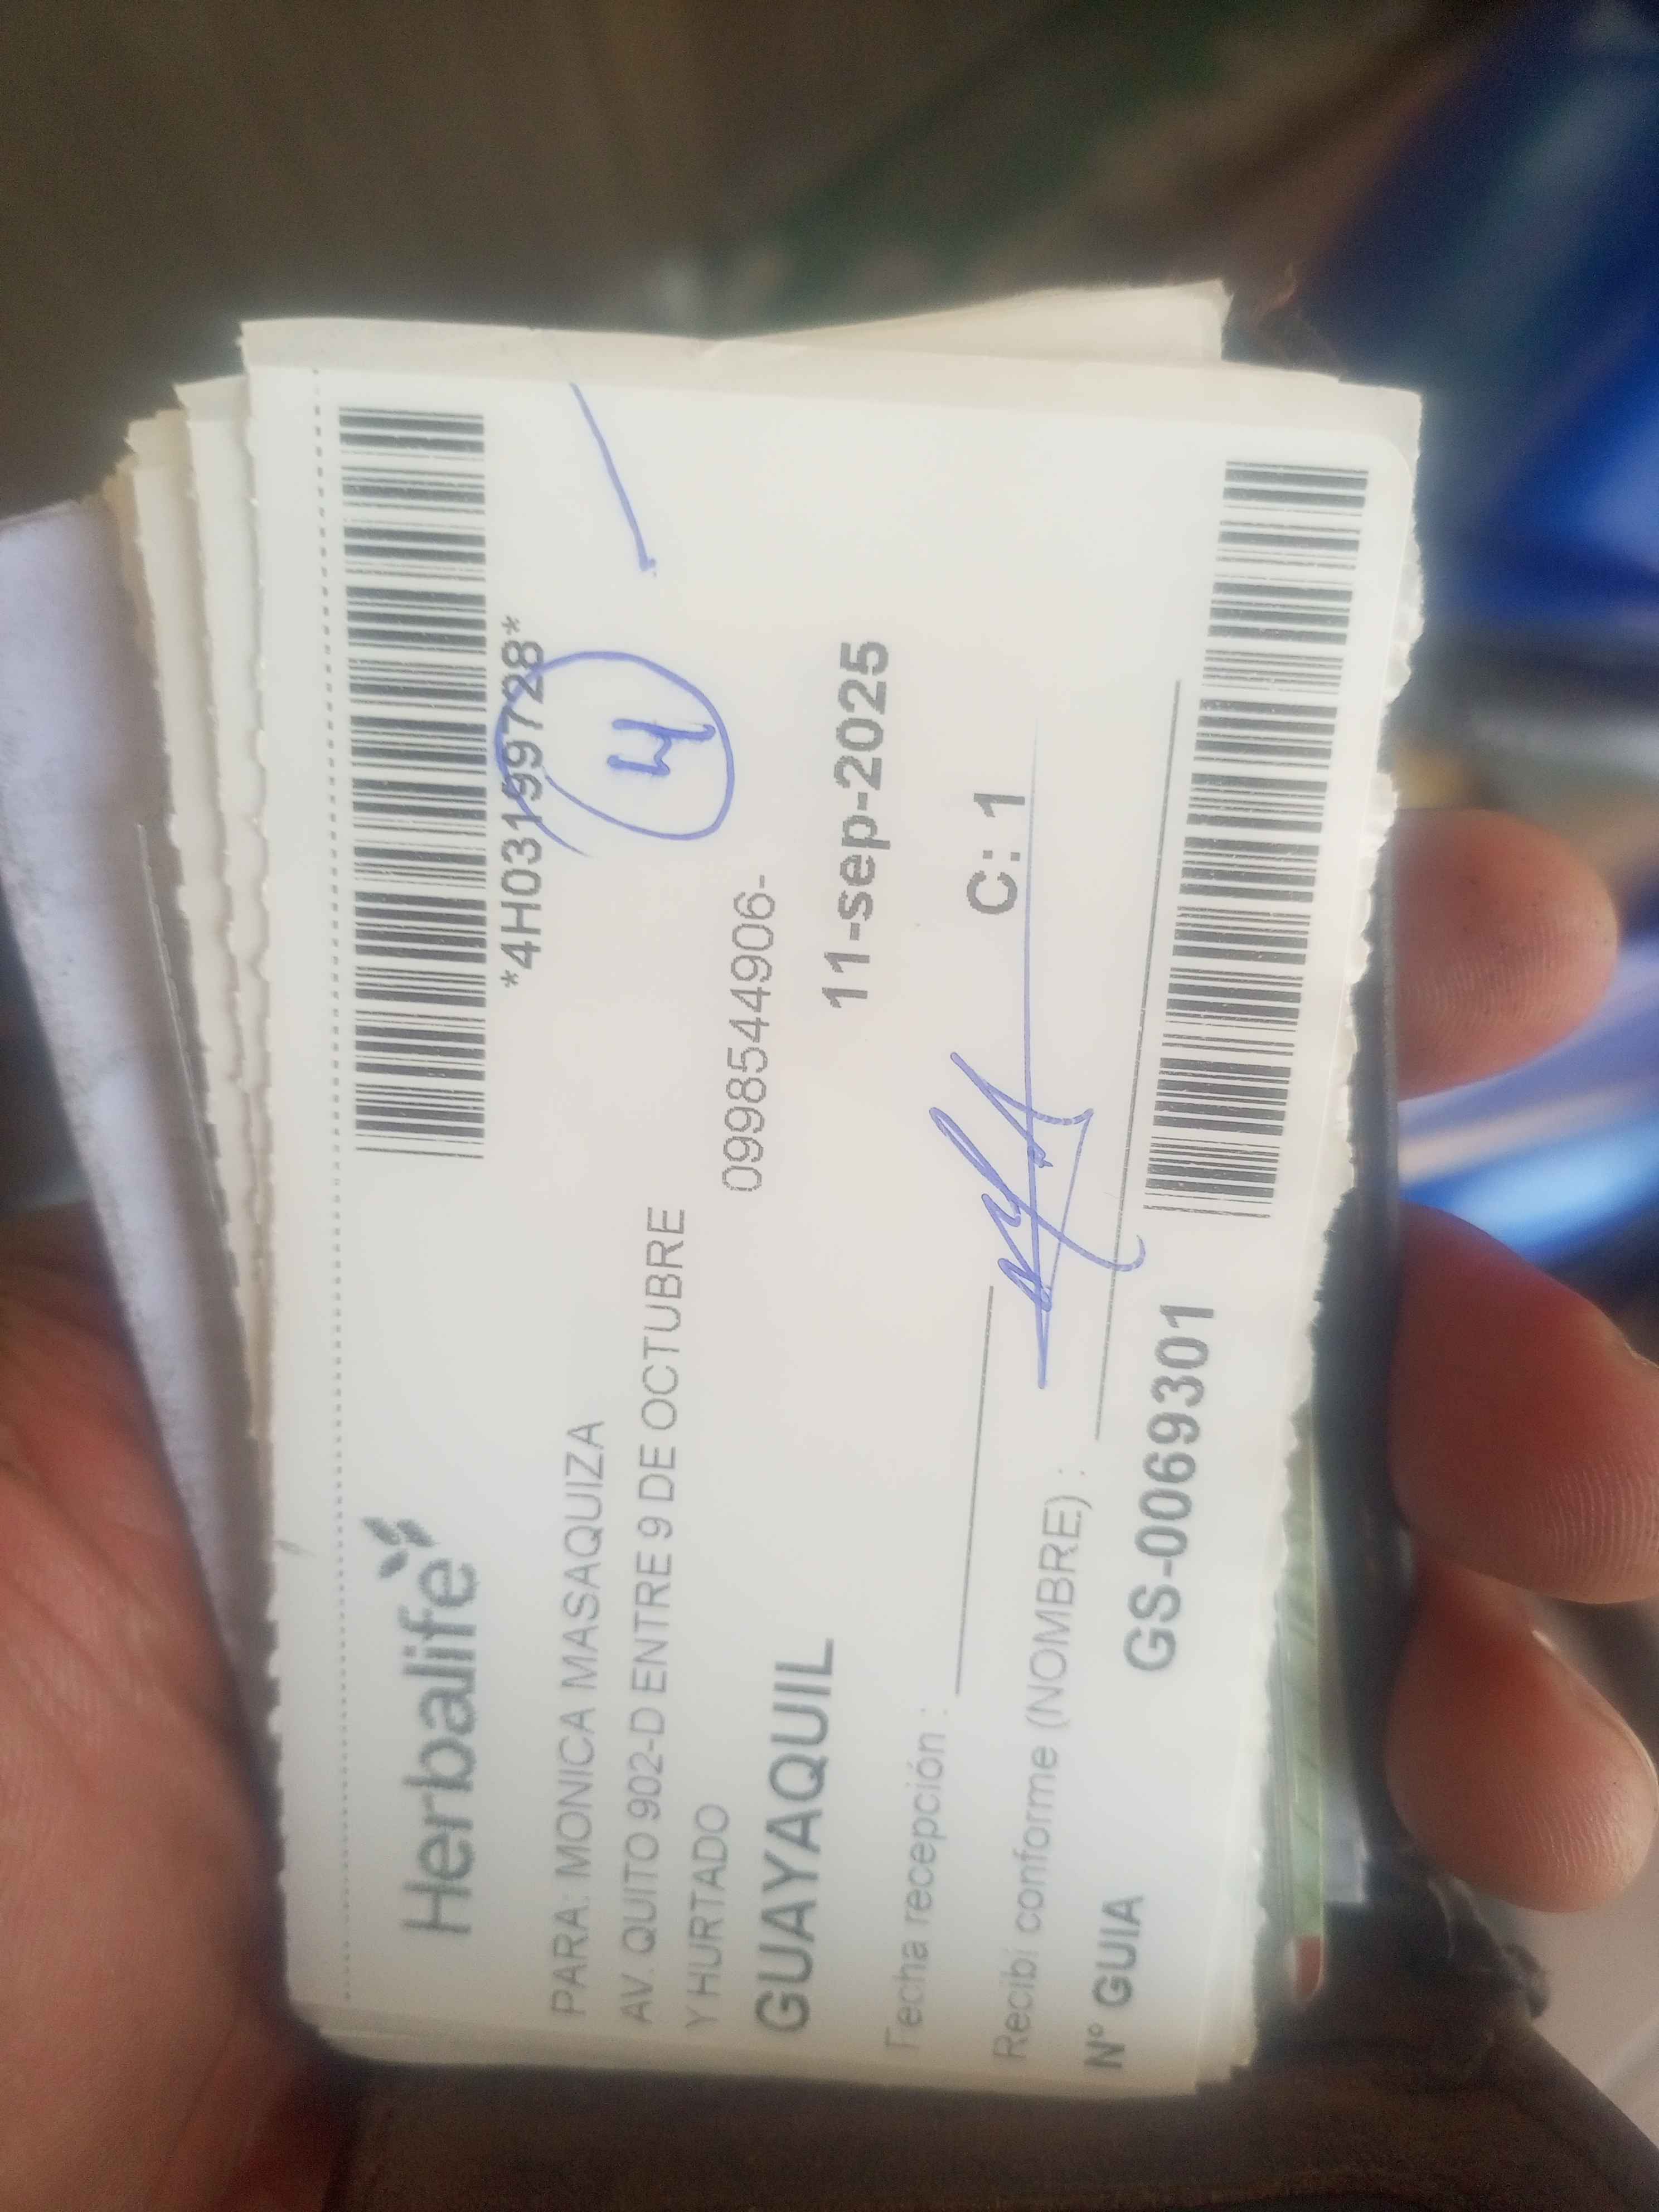 Herbalife
*4H03199728*
PARA: MONICA MASAQUIZA
4
AV. QUITO 902-D ENTRE 9 DE OCTUBRE
Y HURTADO
0998544906-
GUAYAQUIL
11-sep-2025
Fecha recepción :
C: 1
Recibí conforme (NOMBRE) :
N° GUIA
GS-0069301